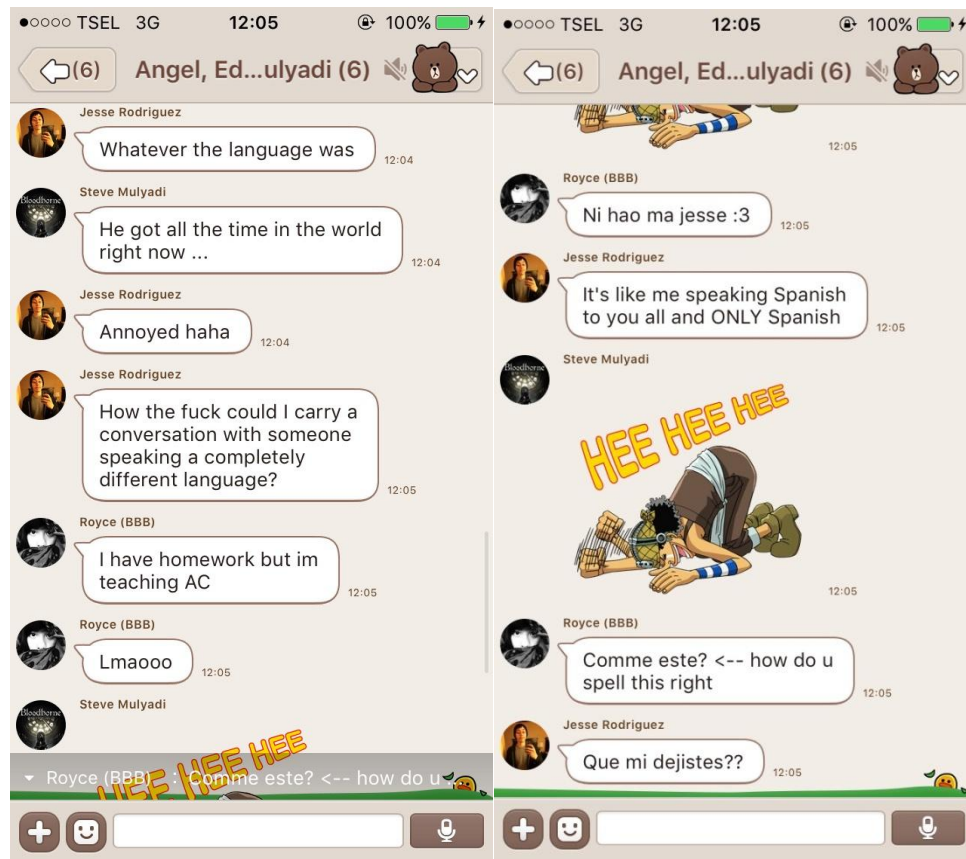 ●○○○○ TSEL 3G 12:05 100%
(6) Angel, Ed...ulyadi (6)
Jesse Rodriguez
Whatever the language was
12:04
Steve Mulyadi
Bloodborne
He got all the time in the world
right now ...
12:04
Jesse Rodriguez
Annoyed haha
12:04
Jesse Rodriguez
How the fuck could I carry a
conversation with someone
speaking a completely
different language?
12:05
Royce (BBB)
I have homework but im
teaching AC
12:05
Royce (BBB)
Lmaooo
12:05
Steve Mulyadi
Bloodborne
HEE HEE HEE
Royce (BBB) : Comme este? <-- how do u
●○○○○ TSEL 3G 12:05 100%
(6) Angel, Ed...ulyadi (6)
12:05
Royce (BBB)
Ni hao ma jesse :3
12:05
Jesse Rodriguez
It's like me speaking Spanish
to you all and ONLY Spanish
12:05
Steve Mulyadi
Bloodborne
HEE HEE HEE
12:05
Royce (BBB)
Comme este? <-- how do u
spell this right
12:05
Jesse Rodriguez
Que mi dejistes??
12:05